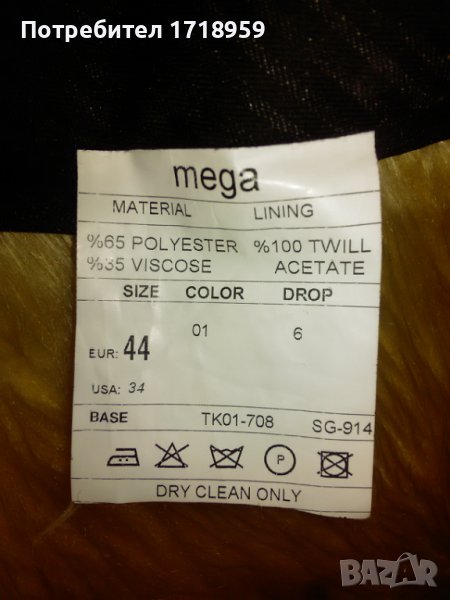 Потребител 1718959
mega
MATERIAL LINING
%65 POLYESTER %100 TWILL
%35 VISCOSE ACETATE
SIZE COLOR DROP
EUR: 44 01 6
USA: 34
BASE TK01-708 SG-914
P
DRY CLEAN ONLY
BAZAR